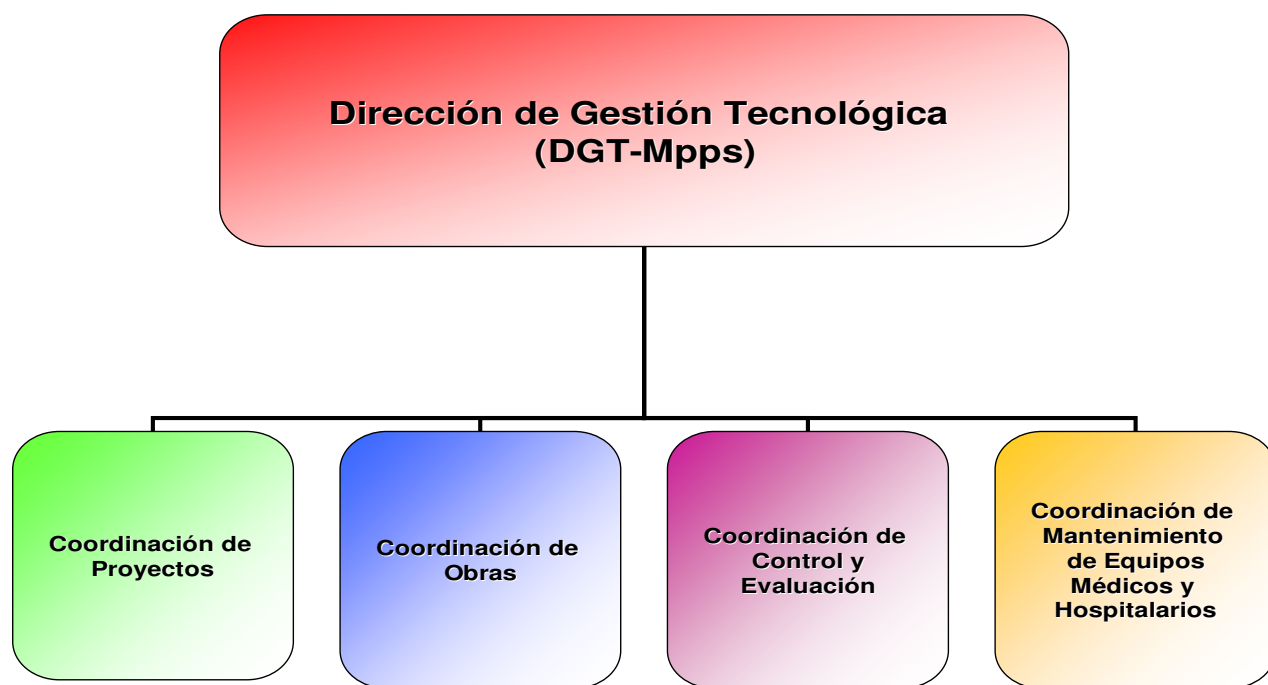 Dirección de Gestión Tecnológica
(DGT-Mpps)
Coordinación de
Proyectos
Coordinación de
Obras
Coordinación de
Control y
Evaluación
Coordinación de
Mantenimiento
de Equipos
Médicos y
Hospitalarios